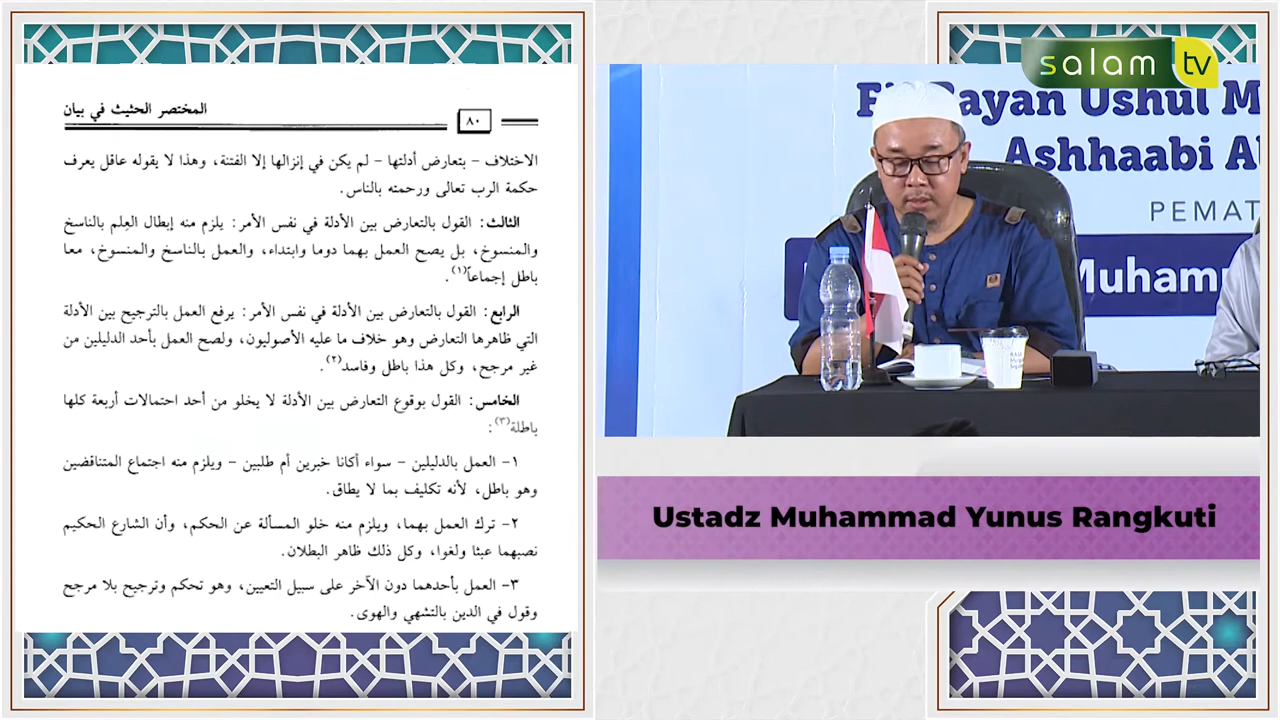 المختصر الحثيث في بيان
٨٠
الاختلاف – بتعارض أدلتها – لم يكن في إنزالها إلا الفتنة، وهذا لا يقوله عاقل يعرف
حكمة الرب تعالى ورحمته بالناس.
الثالث: القول بالتعارض بين الأدلة في نفس الأمر: يلزم منه إبطال العِلم بالناسخ
والمنسوخ، بل يصح العمل بهما دوما وابتداء، والعمل بالناسخ والمنسوخ، معا
باطل إجماعاً(١).
الرابع: القول بالتعارض بين الأدلة في نفس الأمر: يرفع العمل بالترجيح بين الأدلة
التي ظاهرها التعارض وهو خلاف ما عليه الأصوليون، ولصح العمل بأحد الدليلين من
غير مرجح، وكل هذا باطل وفاسد(٢).
الخامس: القول بوقوع التعارض بين الأدلة لا يخلو من أحد احتمالات أربعة كلها
باطلة(٣):
١- العمل بالدليلين – سواء أكانا خبرين أم طلبين – ويلزم منه اجتماع المتناقضين
وهو باطل، لأنه تكليف بما لا يطاق.
٢- ترك العمل بهما، ويلزم منه خلو المسألة عن الحكم، وأن الشارع الحكيم
نصبهما عبثا ولغوا، وكل ذلك ظاهر البطلان.
٣- العمل بأحدهما دون الآخر على سبيل التعيين، وهو تحكم وترجيح بلا مرجح
وقول في الدين بالتشهي والهوى.
salam tv
Bayan Ushul M
Ashhaabi Al
PEMAT
Muhamm
Ustadz Muhammad Yunus Rangkuti